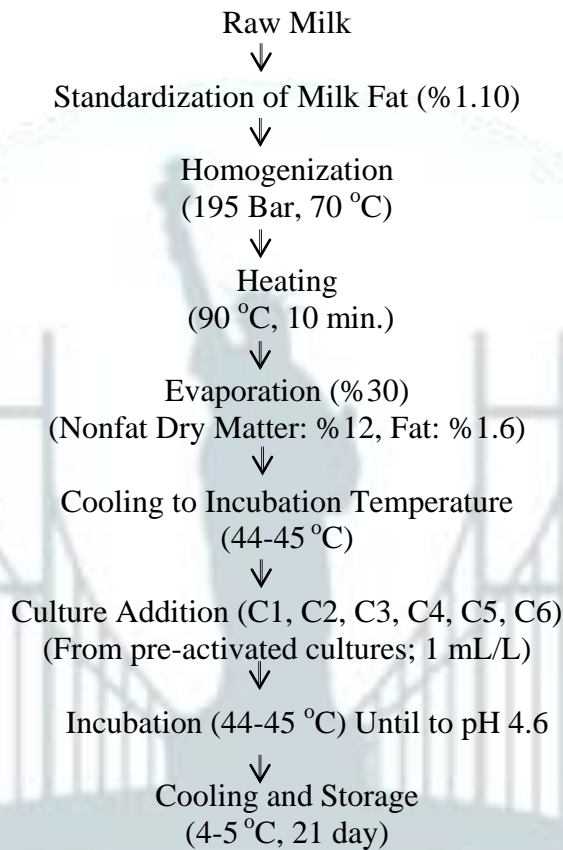 Raw Milk
Standardization of Milk Fat (%1.10)
Homogenization
(195 Bar, 70 °C)
Heating
(90 °C, 10 min.)
Evaporation (%30)
(Nonfat Dry Matter: %12, Fat: %1.6)
Cooling to Incubation Temperature
(44-45 °C)
Culture Addition (C1, C2, C3, C4, C5, C6)
(From pre-activated cultures; 1 mL/L)
Incubation (44-45 °C) Until to pH 4.6
Cooling and Storage
(4-5 °C, 21 day)